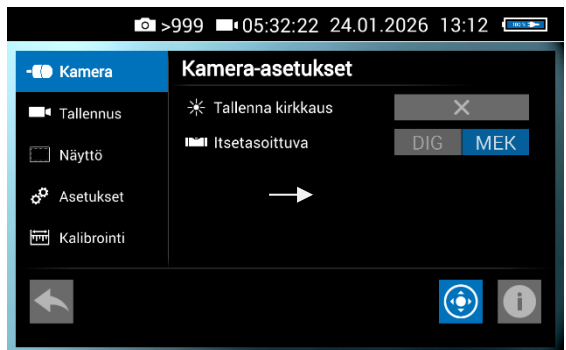 >999 05:32:22 24.01.2026 13:12 100 %
Kamera
Kamera-asetukset
Tallennus
Tallenna kirkkaus
Näyttö
Itsetasoittuva DIG MEK
Asetukset
Kalibrointi